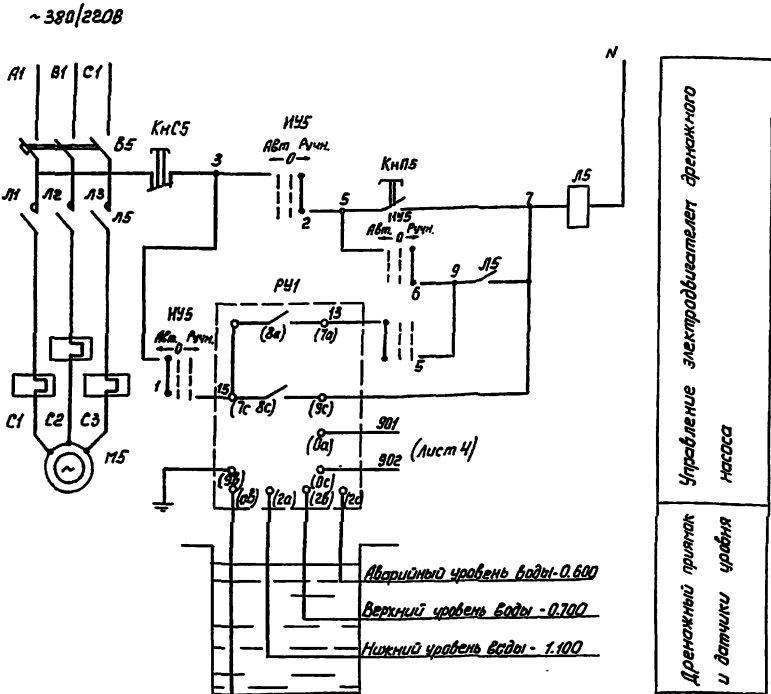 ~380/220В
А1 В1 С1 N
КнС5 ИУ5 В5
Авт. 0 Ручн. КнП5
3 2 5 7 Л5
Л1 Л2 Л3 Л5
ИУ5
Авт. 0 Ручн.
6 9 Л5
РУ1
13
(8а) (7а)
ИУ5
Авт. 0 Ручн.
1 5
15
(7с) 8с) (9с)
С1 С2 С3
М5
~
(0а) 901
(Лист 4)
(0с) 902
(9в)
(0в) (2а) (2в) (2с)
Аварийный уровень воды-0.600
Верхний уровень воды - 0.700
Нижний уровень воды - 1.100
Управление электродвигателем дренажного
насоса
Дренажный приямок
и датчики уровня